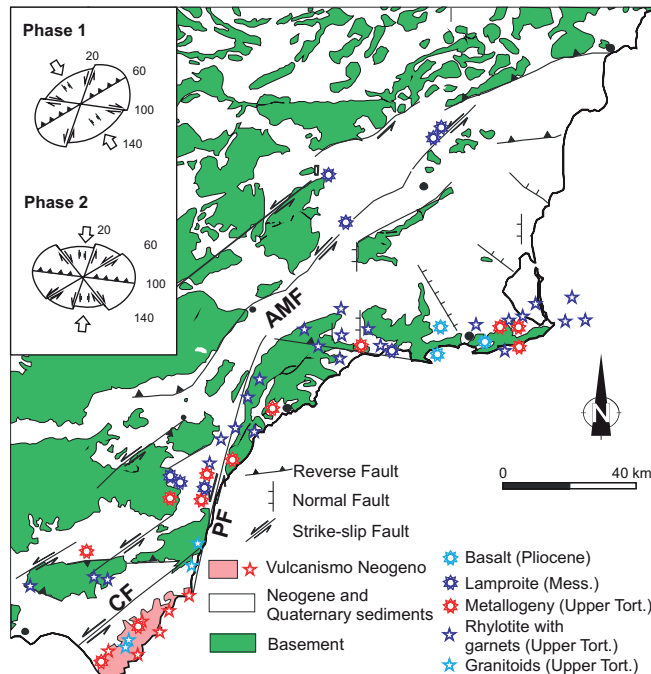 Phase 1
20
60
100
140
Phase 2
20
60
100
140
AMF
PF
CF
N
0 40 km
Reverse Fault
Normal Fault
Strike-slip Fault
Vulcanismo Neogeno
Neogene and
Quaternary sediments
Basement
Basalt (Pliocene)
Lamproite (Mess.)
Metallogeny (Upper Tort.)
Rhylotite with
garnets (Upper Tort.)
Granitoids (Upper Tort.)